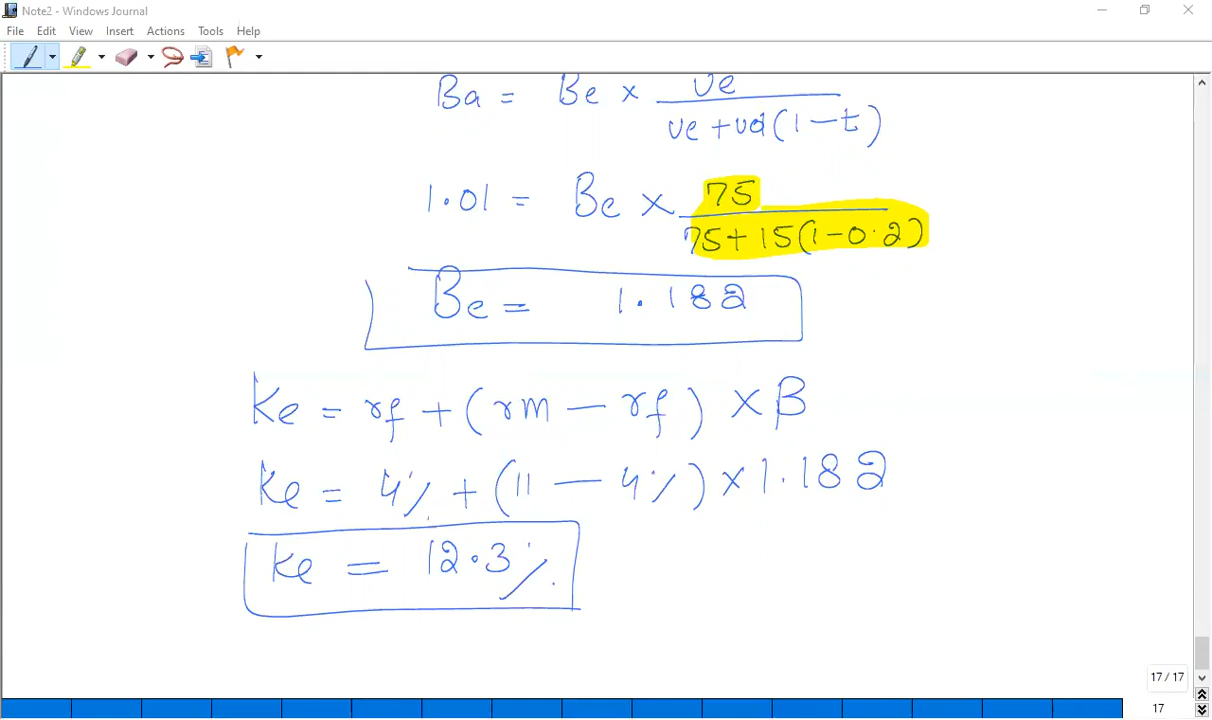 Note2 - Windows Journal
File Edit View Insert Actions Tools Help
Ba = Be × ve / ve + vd (1 - t)
1.01 = Be × 75 / 75 + 15 (1 - 0.2)
Be = 1.182
Ke = rf + (rm - rf) × β
Ke = 4% + (11 - 4%) × 1.182
Ke = 12.3%
17 / 17
17